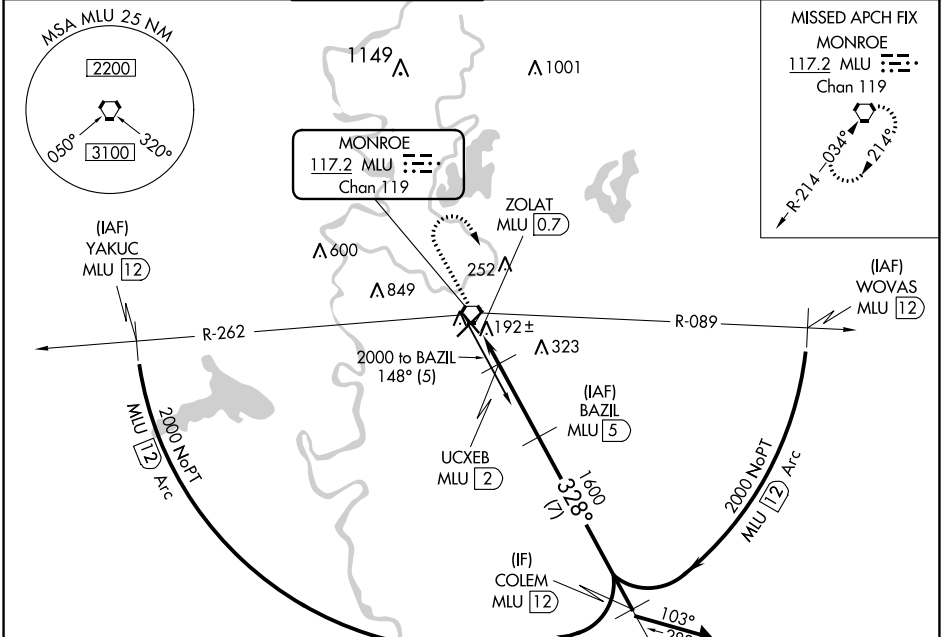 MSA MLU 25 NM
2200
050°
320°
3100
1149
1001
MISSED APCH FIX
MONROE
117.2 MLU
Chan 119
R-214
034°
214°
MONROE
117.2 MLU
Chan 119
ZOLAT
MLU 0.7
(IAF)
YAKUC
MLU 12
600
252
849
(IAF)
WOVAS
MLU 12
R-262
192±
R-089
323
2000 to BAZIL
148° (5)
(IAF)
BAZIL
MLU 5
UCXEB
MLU 2
2000 NoPT
MLU 12 Arc
1600
328°
(7)
2000 NoPT
MLU 12 Arc
(IF)
COLEM
MLU 12
103°